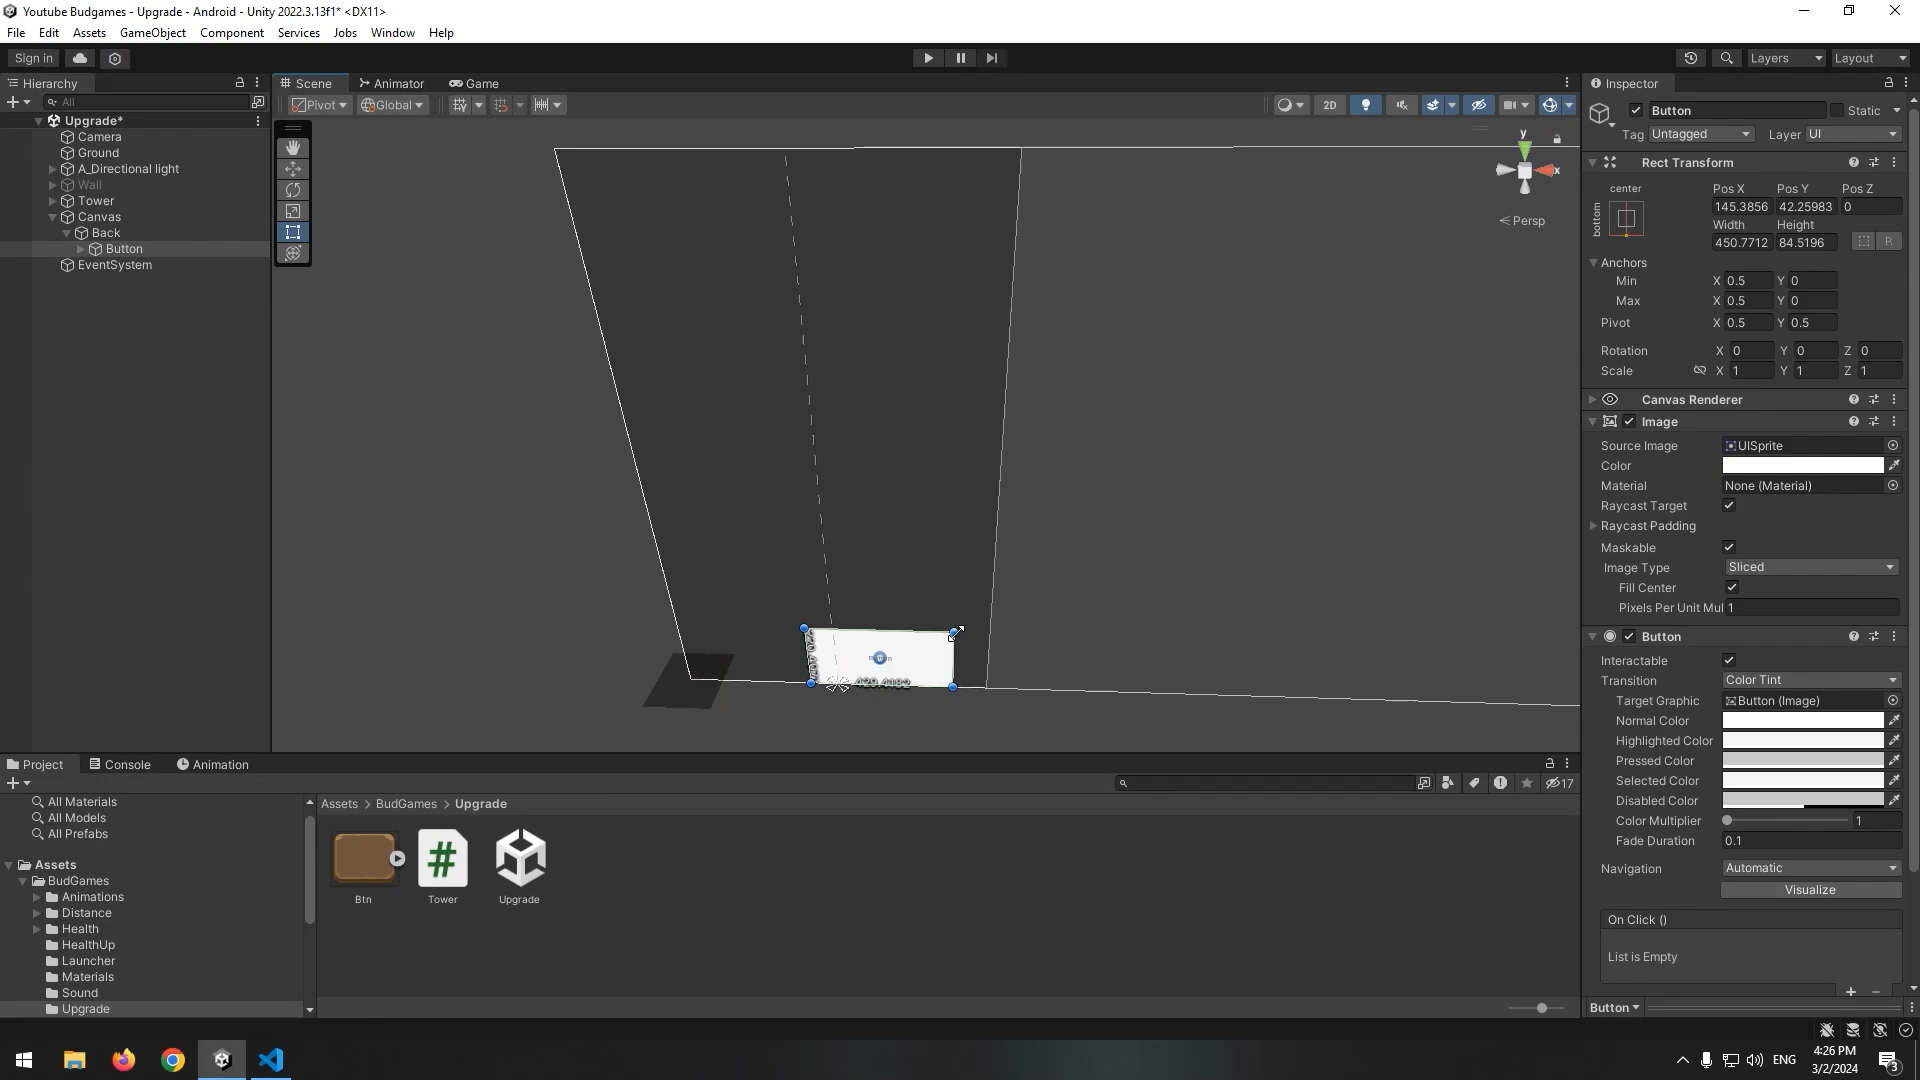 Youtube Budgames - Upgrade - Android - Unity 2022.3.13f1* <DX11>
File Edit Assets GameObject Component Services Jobs Window Help
Sign in
Layers
Layout
Hierarchy
All
Upgrade*
Camera
Ground
A_Directional light
Wall
Tower
Canvas
Back
Button
EventSystem
Scene
Animator
Game
Pivot
Global
2D
y
x
Persp
429.4182
Inspector
Button
Static
Tag Untagged Layer UI
Rect Transform
center
bottom
Pos X Pos Y Pos Z
145.3856 42.25983 0
Width Height
450.7712 84.5196
R
Anchors
Min X 0.5 Y 0
Max X 0.5 Y 0
Pivot X 0.5 Y 0.5
Rotation X 0 Y 0 Z 0
Scale X 1 Y 1 Z 1
Canvas Renderer
Image
Source Image UISprite
Color
Material None (Material)
Raycast Target
Raycast Padding
Maskable
Image Type Sliced
Fill Center
Pixels Per Unit Mul 1
Button
Interactable
Transition Color Tint
Target Graphic Button (Image)
Normal Color
Highlighted Color
Pressed Color
Selected Color
Disabled Color
Color Multiplier 1
Fade Duration 0.1
Navigation Automatic
Visualize
On Click ()
List is Empty
Button
Project
Console
Animation
17
All Materials
All Models
All Prefabs
Assets
BudGames
Animations
Distance
Health
HealthUp
Launcher
Materials
Sound
Upgrade
Assets > BudGames > Upgrade
Btn
Tower
Upgrade
ENG
4:26 PM
3/2/2024
3